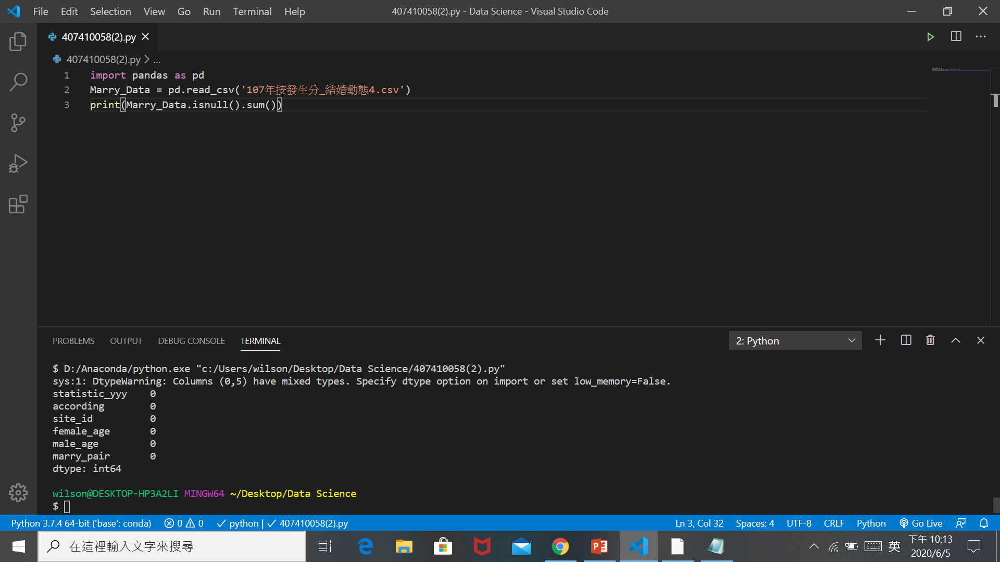 File Edit Selection View Go Run Terminal Help 407410058(2).py - Data Science - Visual Studio Code
407410058(2).py
407410058(2).py > ...
1 import pandas as pd
2 Marry_Data = pd.read_csv('107年按發生分_結婚動態4.csv')
3 print(Marry_Data.isnull().sum())
PROBLEMS OUTPUT DEBUG CONSOLE TERMINAL 2: Python
$ D:/Anaconda/python.exe "c:/Users/wilson/Desktop/Data Science/407410058(2).py"
sys:1: DtypeWarning: Columns (0,5) have mixed types. Specify dtype option on import or set low_memory=False.
statistic_yyy 0
according 0
site_id 0
female_age 0
male_age 0
marry_pair 0
dtype: int64
wilson@DESKTOP-HP3A2LI MINGW64 ~/Desktop/Data Science
$
Python 3.7.4 64-bit ('base': conda) 0 0 python | 407410058(2).py Ln 3, Col 32 Spaces: 4 UTF-8 CRLF Python Go Live
在這裡輸入文字來搜尋 英 下午 10:13
2020/6/5